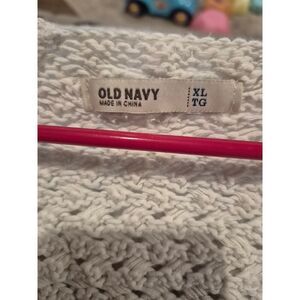 OLD NAVY
MADE IN CHINA
XL
TG